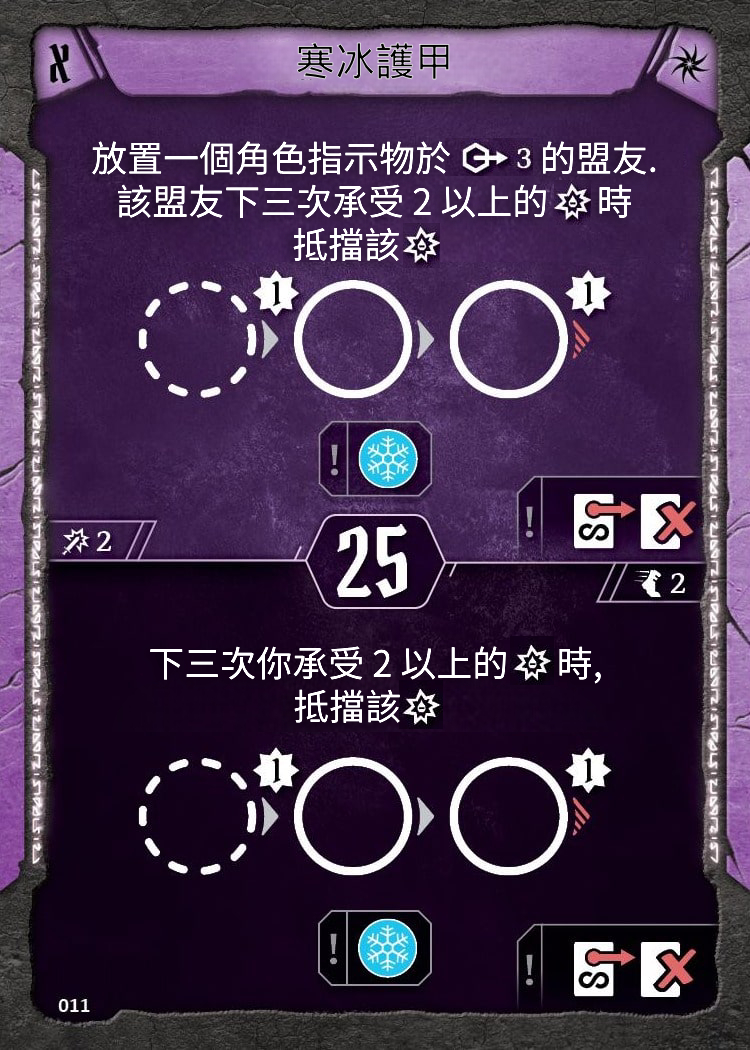 寒冰護甲
放置一個角色指示物於 3 的盟友.
該盟友下三次承受 2 以上的 時
抵擋該
1 1
!
!
2
25
2
下三次你承受 2 以上的 時,
抵擋該
1 1
!
!
011